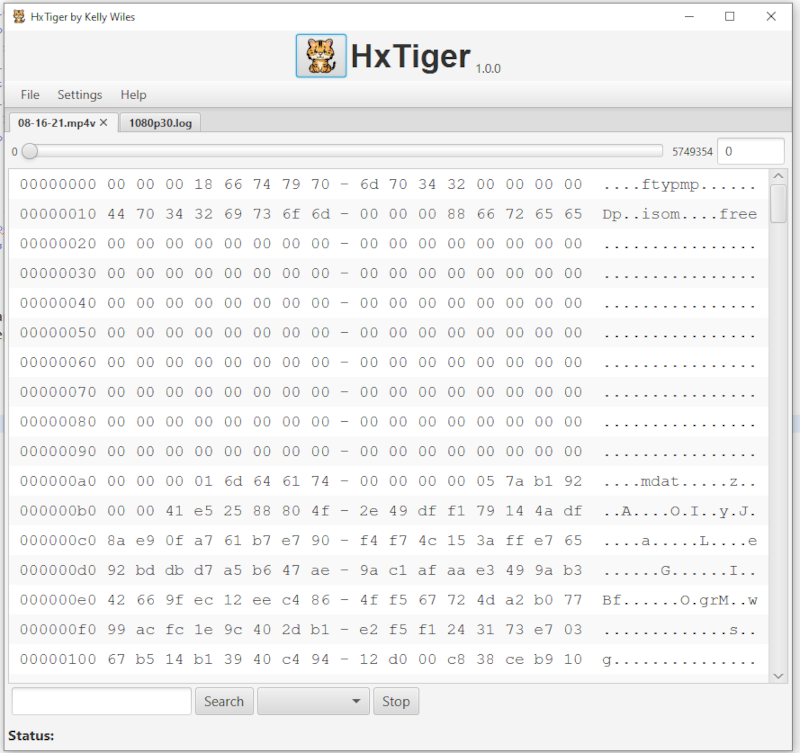 HxTiger by Kelly Wiles
HxTiger 1.0.0
File Settings Help
08-16-21.mp4v 1080p30.log
0 5749354 0
00000000 00 00 00 18 66 74 79 70 - 6d 70 34 32 00 00 00 00 ....ftypmp......
00000010 44 70 34 32 69 73 6f 6d - 00 00 00 88 66 72 65 65 Dp..isom....free
00000020 00 00 00 00 00 00 00 00 - 00 00 00 00 00 00 00 00 ................
00000030 00 00 00 00 00 00 00 00 - 00 00 00 00 00 00 00 00 ................
00000040 00 00 00 00 00 00 00 00 - 00 00 00 00 00 00 00 00 ................
00000050 00 00 00 00 00 00 00 00 - 00 00 00 00 00 00 00 00 ................
00000060 00 00 00 00 00 00 00 00 - 00 00 00 00 00 00 00 00 ................
00000070 00 00 00 00 00 00 00 00 - 00 00 00 00 00 00 00 00 ................
00000080 00 00 00 00 00 00 00 00 - 00 00 00 00 00 00 00 00 ................
00000090 00 00 00 00 00 00 00 00 - 00 00 00 00 00 00 00 00 ................
000000a0 00 00 00 01 6d 64 61 74 - 00 00 00 00 05 7a b1 92 ....mdat.....z..
000000b0 00 00 41 e5 25 88 80 4f - 2e 49 df f1 79 14 4a df ..A....O.I..y.J.
000000c0 8a e9 0f a7 61 b7 e7 90 - f4 f7 4c 15 3a ff e7 65 ....a.....L....e
000000d0 92 bd db d7 a5 b6 47 ae - 9a c1 af aa e3 49 9a b3 ......G......I..
000000e0 42 66 9f ec 12 ee c4 86 - 4f f5 67 72 4d a2 b0 77 Bf......O.grM..w
000000f0 99 ac fc 1e 9c 40 2d b1 - e2 f5 f1 24 31 73 e7 03 .............s..
00000100 67 b5 14 b1 39 40 c4 94 - 12 d0 00 c8 38 ce b9 10 g...............
Search Stop
Status: